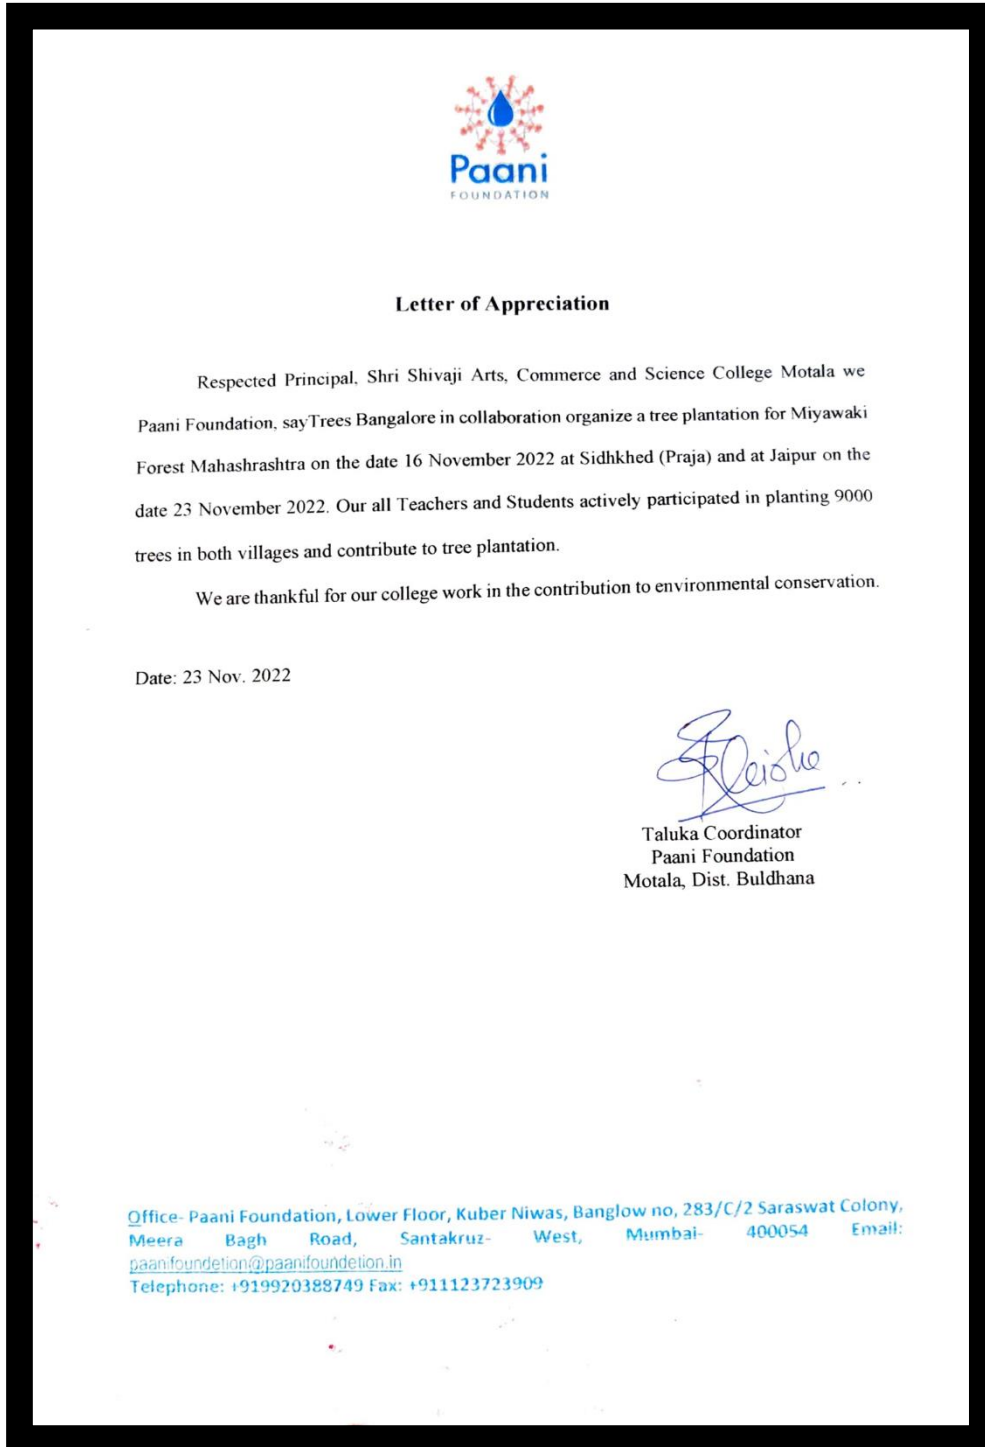 Paani
FOUNDATION
Letter of Appreciation
Respected Principal, Shri Shivaji Arts, Commerce and Science College Motala we
Paani Foundation, sayTrees Bangalore in collaboration organize a tree plantation for Miyawaki
Forest Mahashrashtra on the date 16 November 2022 at Sidhkhed (Praja) and at Jaipur on the
date 23 November 2022. Our all Teachers and Students actively participated in planting 9000
trees in both villages and contribute to tree plantation.
We are thankful for our college work in the contribution to environmental conservation.
Date: 23 Nov. 2022
Taluka Coordinator
Paani Foundation
Motala, Dist. Buldhana
Office- Paani Foundation, Lower Floor, Kuber Niwas, Banglow no, 283/C/2 Saraswat Colony,
Meera Bagh Road, Santakruz- West, Mumbai- 400054 Email:
paanifoundetion@paanifoundetion.in
Telephone: +919920388749 Fax: +911123723909